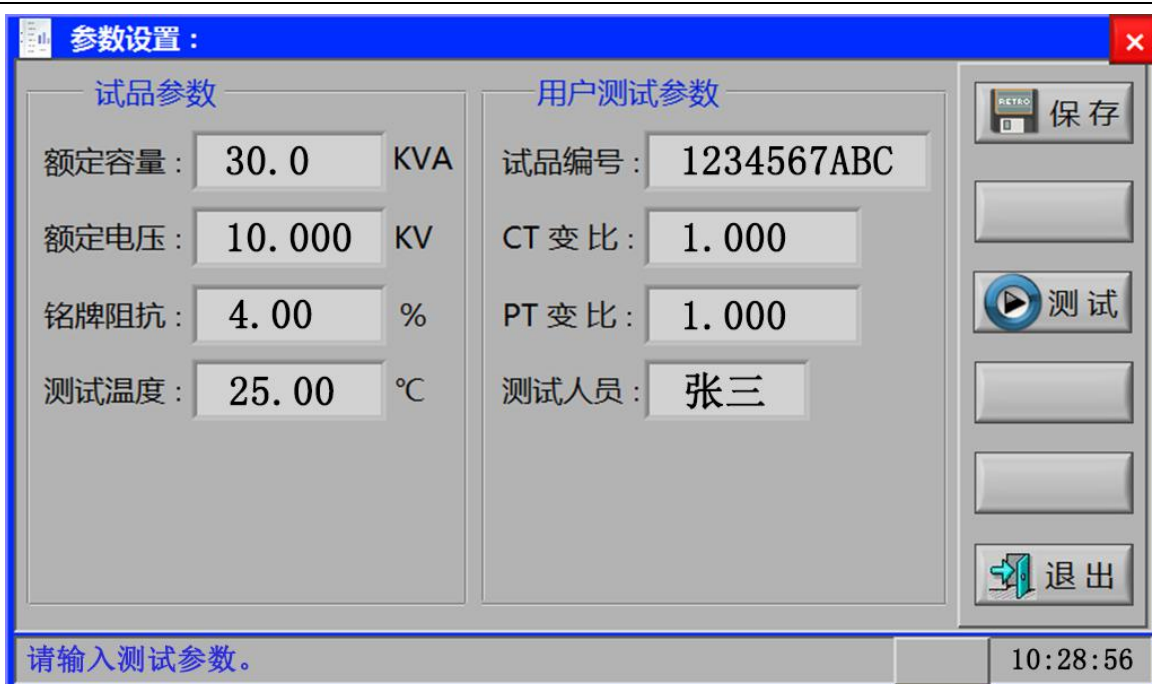 参数设置：
试品参数
额定容量： 30.0 KVA
额定电压： 10.000 KV
铭牌阻抗： 4.00 %
测试温度： 25.00 ℃
用户测试参数
试品编号： 1234567ABC
CT 变 比： 1.000
PT 变 比： 1.000
测试人员： 张三
RETRO 保 存
测 试
退 出
请输入测试参数。
10:28:56